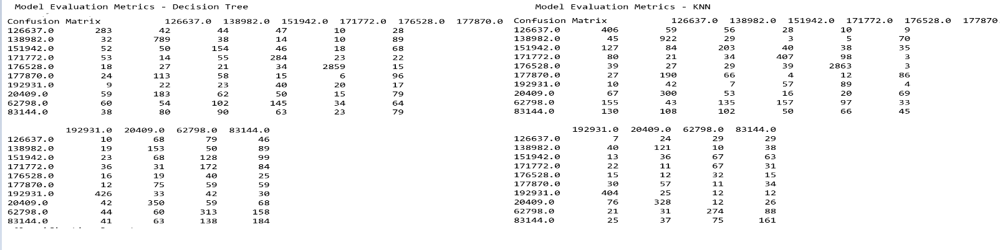 Model Evaluation Metrics - Decision Tree
Confusion Matrix 126637.0 138982.0 151942.0 171772.0 176528.0 177870.0
126637.0 283 42 44 47 10 28
138982.0 32 789 38 14 10 89
151942.0 52 50 154 46 18 68
171772.0 53 14 55 284 23 22
176528.0 18 27 21 34 2859 15
177870.0 24 113 58 15 6 96
192931.0 9 22 23 40 20 17
20409.0 59 183 62 50 15 79
62798.0 60 54 102 145 34 64
83144.0 38 80 90 63 23 79
192931.0 20409.0 62798.0 83144.0
126637.0 10 68 79 46
138982.0 19 153 50 89
151942.0 23 68 128 99
171772.0 36 31 172 84
176528.0 16 19 40 25
177870.0 12 75 59 59
192931.0 426 33 42 30
20409.0 42 350 59 68
62798.0 44 60 313 158
83144.0 41 63 138 184
Model Evaluation Metrics - KNN
Confusion Matrix 126637.0 138982.0 151942.0 171772.0 176528.0 177870.
126637.0 406 59 56 28 10 9
138982.0 45 922 29 3 5 70
151942.0 127 84 203 40 38 35
171772.0 80 21 34 407 98 3
176528.0 39 27 29 39 2863 3
177870.0 27 190 66 4 12 86
192931.0 10 42 7 57 89 4
20409.0 67 300 53 16 20 69
62798.0 155 43 135 157 97 33
83144.0 130 108 102 50 66 45
192931.0 20409.0 62798.0 83144.0
126637.0 7 24 29 29
138982.0 40 121 10 38
151942.0 13 36 67 63
171772.0 22 11 67 31
176528.0 15 12 32 15
177870.0 30 57 11 34
192931.0 404 25 12 12
20409.0 76 328 12 26
62798.0 21 31 274 88
83144.0 25 37 75 161